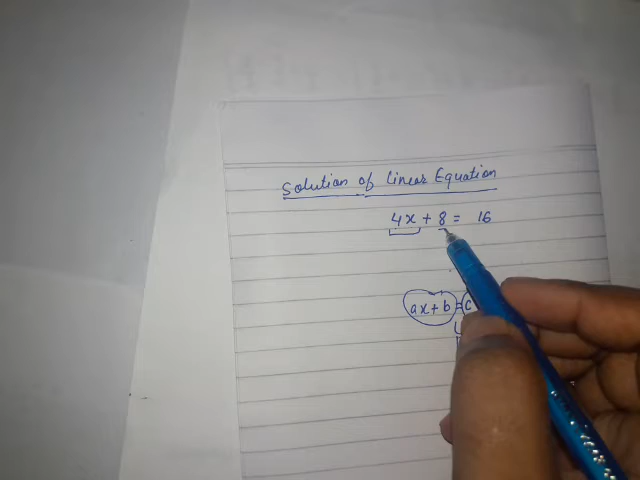 Solution of Linear Equation
4x + 8 = 16
ax + b = c